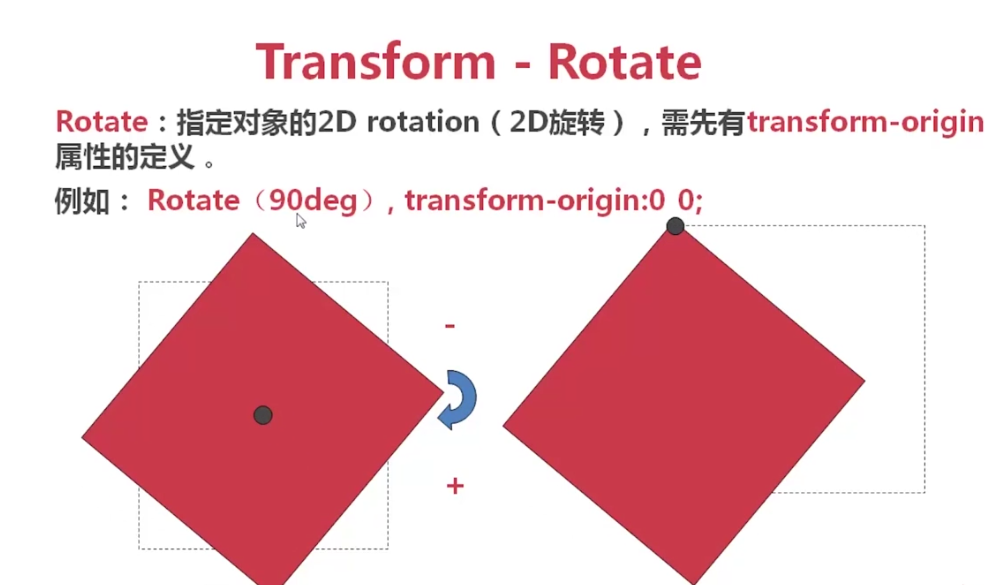 Transform - Rotate
Rotate：指定对象的2D rotation（2D旋转），需先有transform-origin
属性的定义 。
例如： Rotate（90deg）, transform-origin:0 0;
-
+